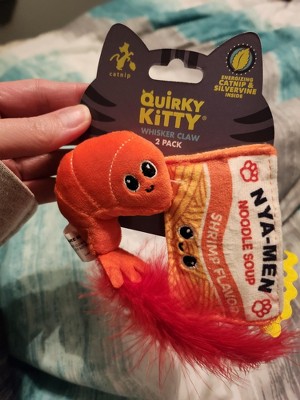 catnip
QUIRKY
KITTY®
WHISKER CLAW
2 PACK
ENERGIZING
CATNIP &
SILVERVINE
INSIDE
NYA-MEN
NOODLE SOUP
SHRIMP FLAVOR